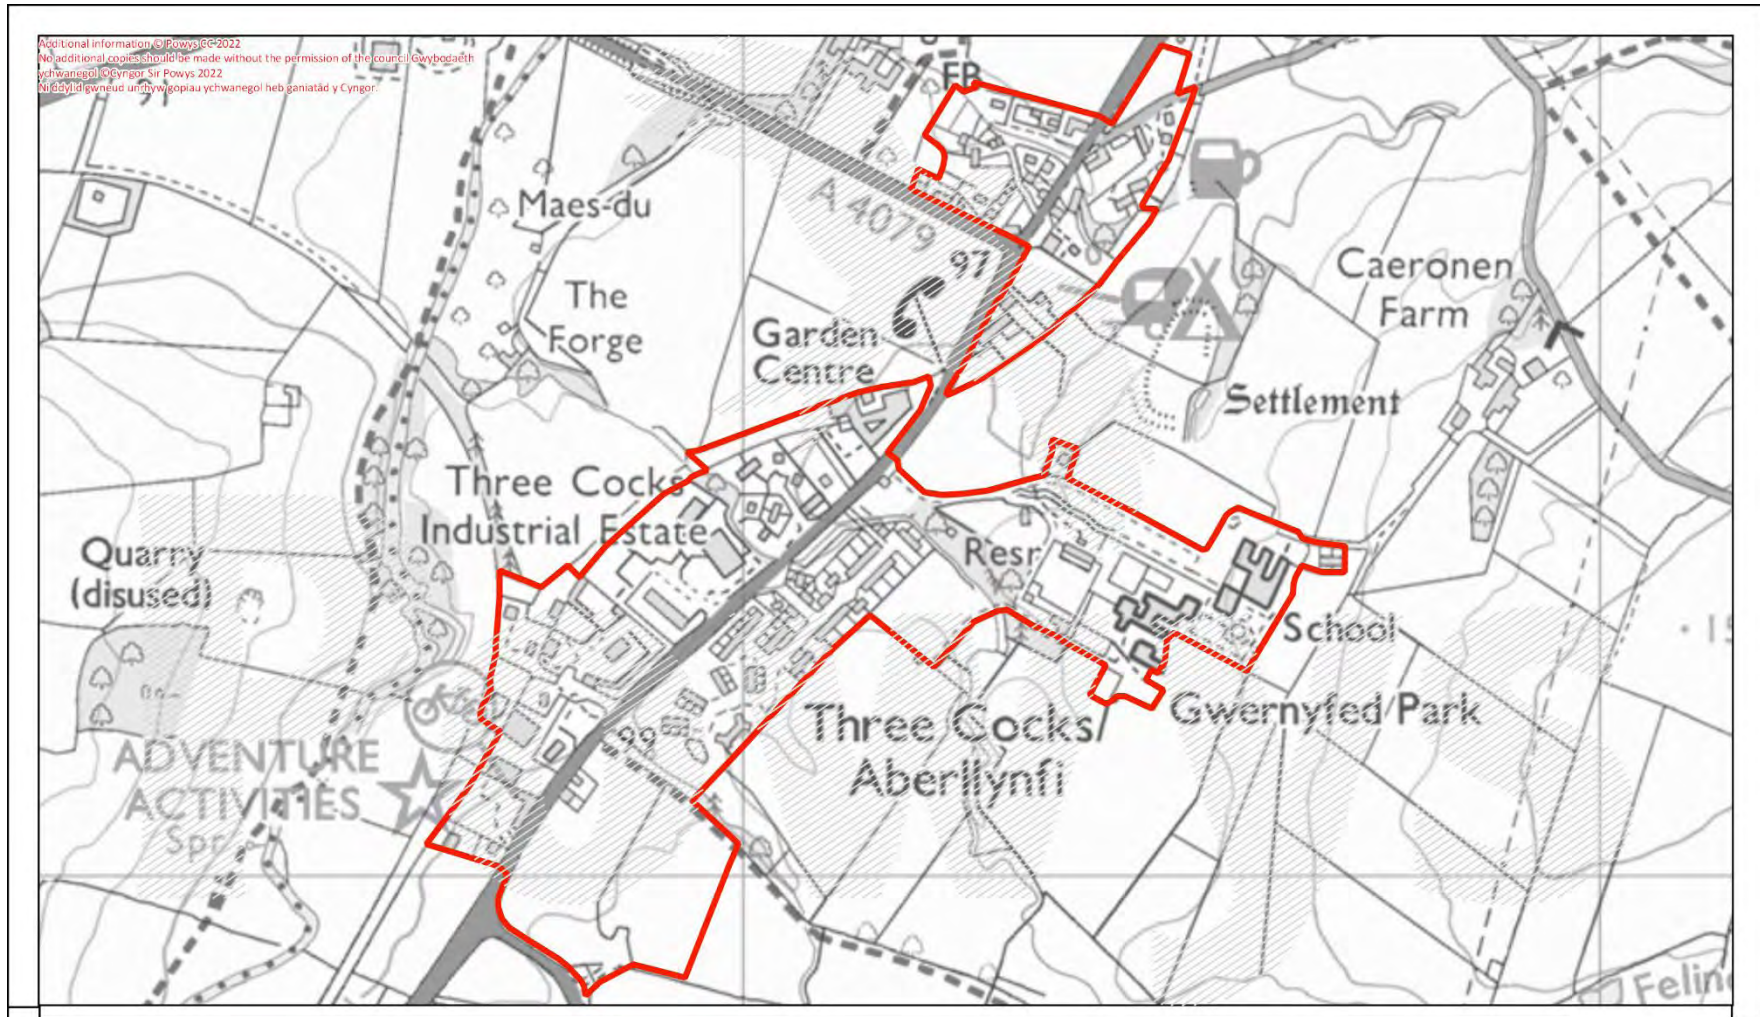 Additional information © Powys CC 2022
No additional copies should be made without the permission of the council Gwybodaeth
ychwanegol ©Cyngor Sir Powys 2022
Ni ddylid gwneud unrhyw gopiau ychwanegol heb ganiatâd y Cyngor.
FB
Maes-du
A 4079
97
The
Forge
Garden
Centre
Caeronen
Farm
Settlement
Three Cocks
Industrial Estate
Quarry
(disused)
Resr
School
Gwernyfed Park
Three Cocks/
Aberllynfi
99
ADVENTURE
ACTIVITIES